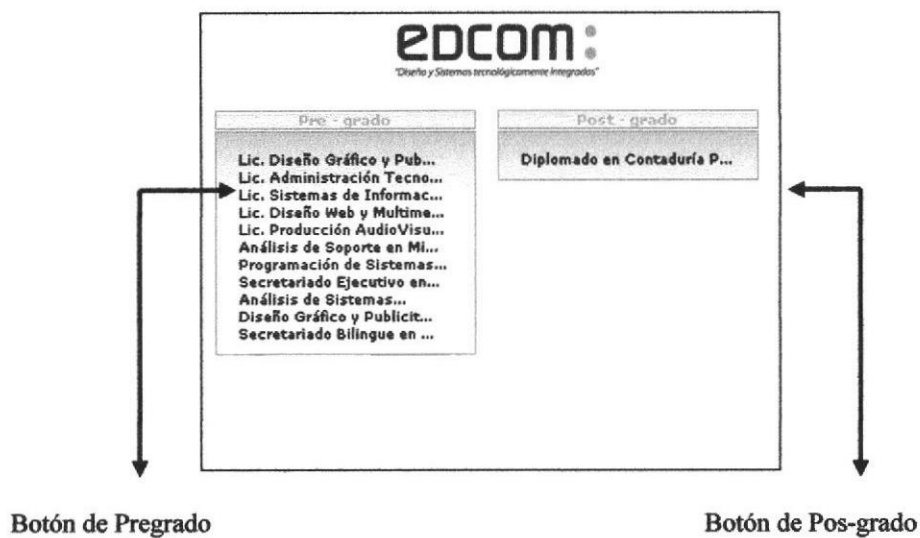 edcom:
"Diseño y Sistemas tecnológicamente Integrados"
Pre - grado
Lic. Diseño Gráfico y Pub...
Lic. Administración Tecno...
Lic. Sistemas de Informac...
Lic. Diseño Web y Multime...
Lic. Producción AudioVisu...
Análisis de Soporte en Mi...
Programación de Sistemas...
Secretariado Ejecutivo en...
Análisis de Sistemas...
Diseño Gráfico y Publicit...
Secretariado Bilingue en ...
Post - grado
Diplomado en Contaduría P...
Botón de Pregrado
Botón de Pos-grado